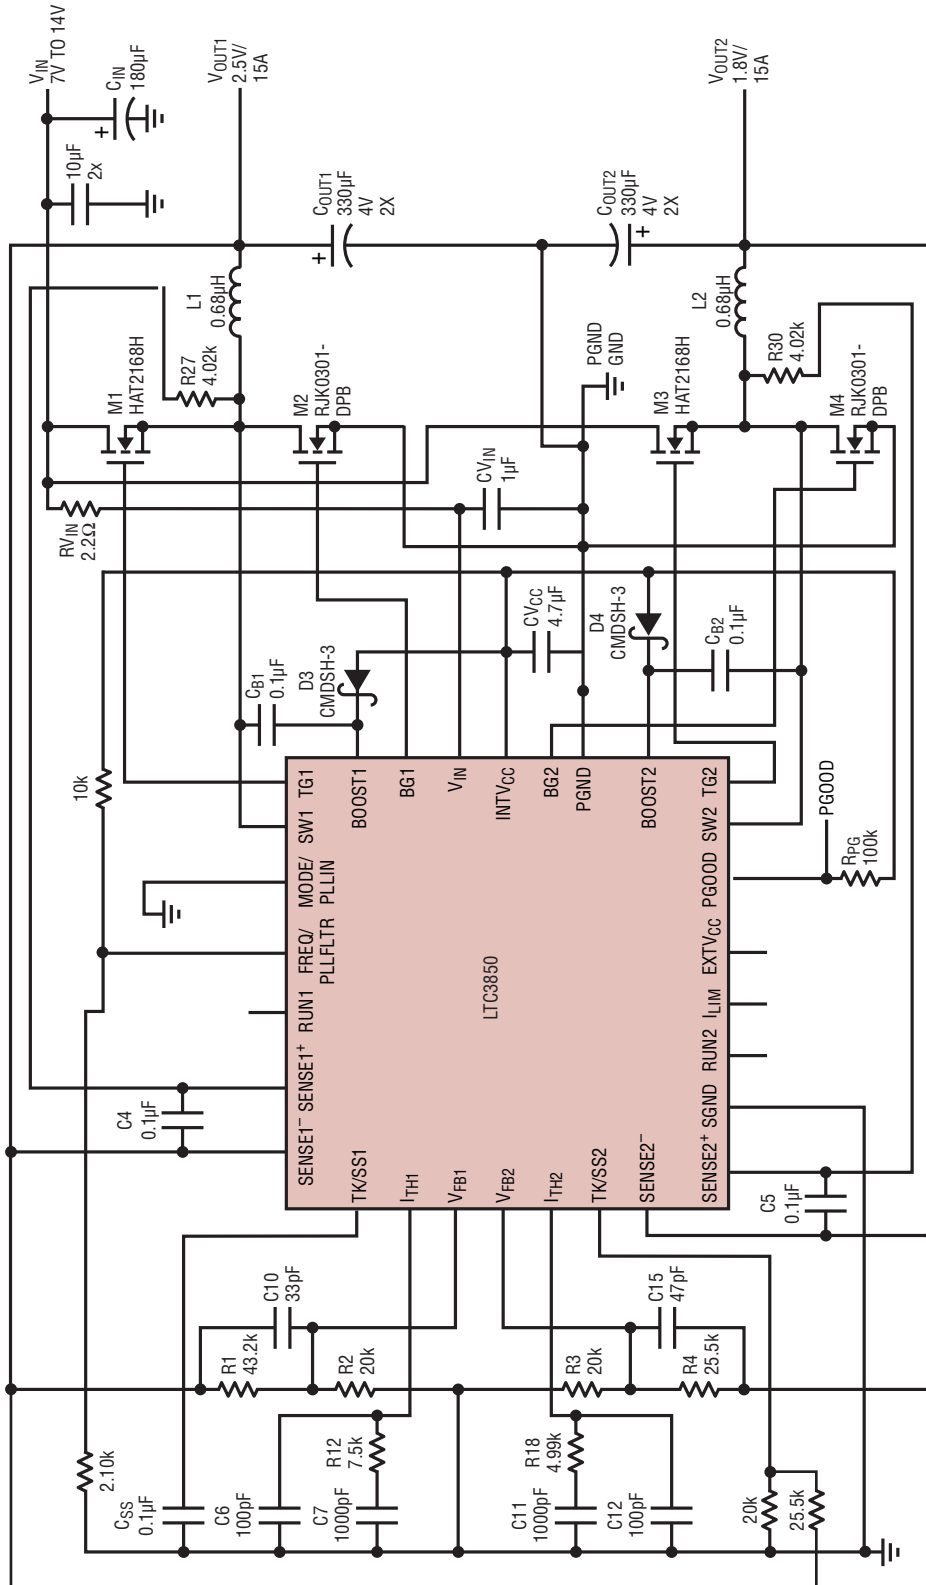 VIN
7V TO 14V
CIN
180µF
+
10µF
2x
VOUT1
2.5V/
15A
COUT1
330µF
4V
2X
+
COUT2
330µF
4V
2X
+
VOUT2
1.8V/
15A
L1
0.68µH
L2
0.68µH
R27
4.02k
R30
4.02k
M1
HAT2168H
M2
RJK0301-
DPB
PGND
GND
M3
HAT2168H
M4
RJK0301-
DPB
RVIN
2.2Ω
CVIN
1µF
CB1
0.1µF
D3
CMDSH-3
CVCC
4.7µF
D4
CMDSH-3
CB2
0.1µF
10k
TG1
SW1
MODE/
PLLIN
FREQ/
PLLFLTR
RUN1
SENSE1+
SENSE1–
BOOST1
BG1
VIN
INTVCC
BG2
PGND
BOOST2
TG2
SW2
PGOOD
EXTVCC
ILIM
RUN2
SGND
SENSE2+
LTC3850
TK/SS1
ITH1
VFB1
VFB2
ITH2
TK/SS2
SENSE2–
PGOOD
RPG
100k
C4
0.1µF
C5
0.1µF
C10
33pF
R1
43.2k
R2
20k
R3
20k
C15
47pF
R4
25.5k
2.10k
CSS
0.1µF
C6
100pF
R12
7.5k
C7
1000pF
R18
4.99k
C11
1000pF
C12
100pF
20k
25.5k